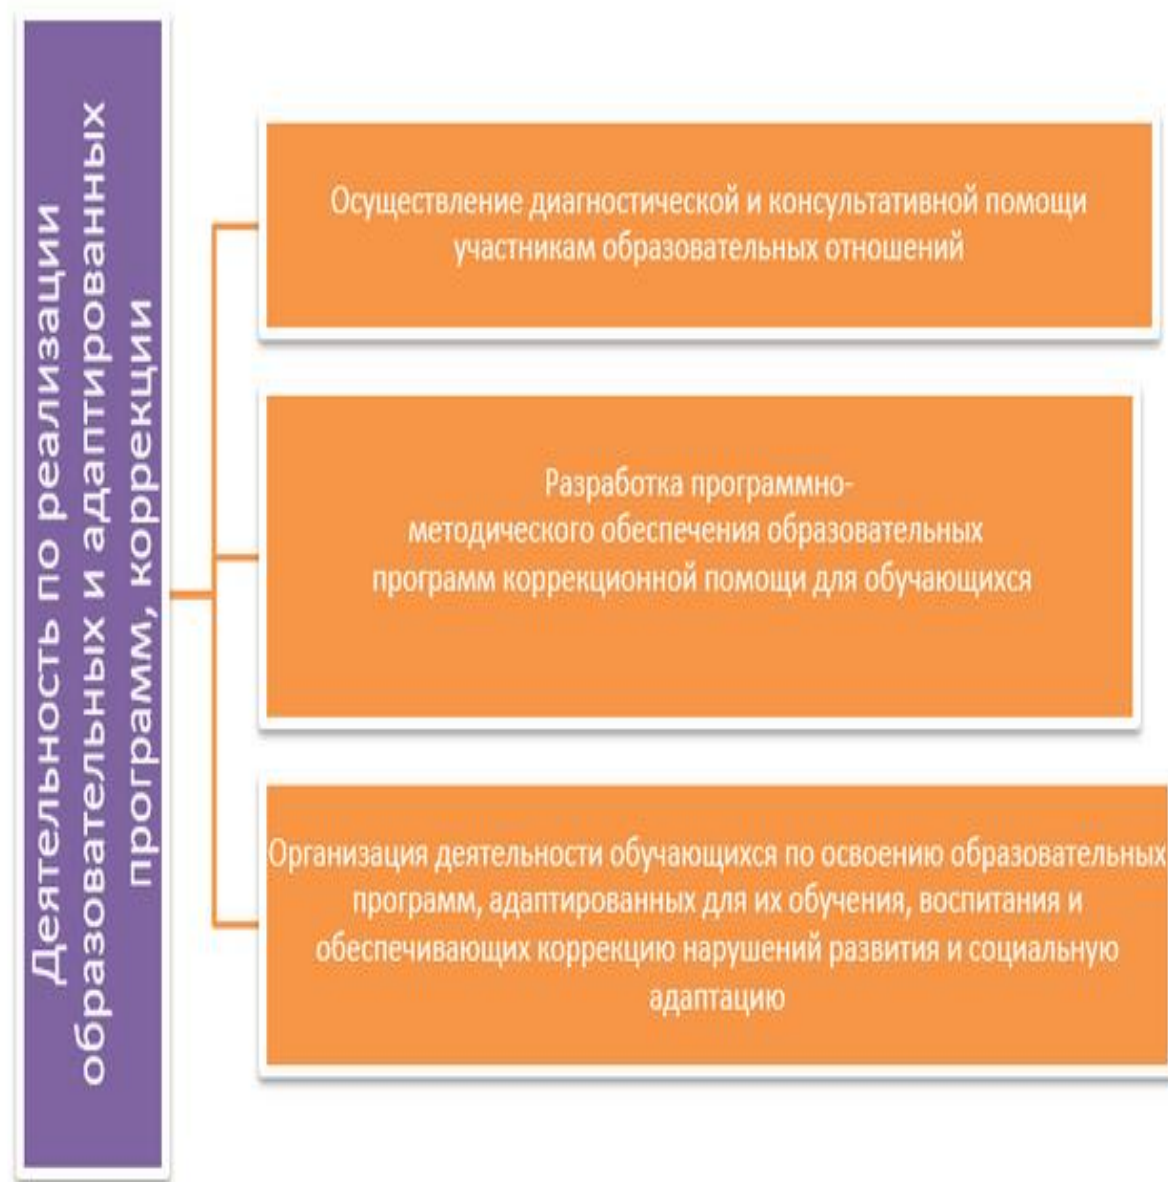 Деятельность по реализации
образовательных и адаптированных
программ, коррекции
Осуществление диагностической и консультативной помощи
участникам образовательных отношений
Разработка программно-
методического обеспечения образовательных
программ коррекционной помощи для обучающихся
Организация деятельности обучающихся по освоению образовательных
программ, адаптированных для их обучения, воспитания и
обеспечивающих коррекцию нарушений развития и социальную
адаптацию